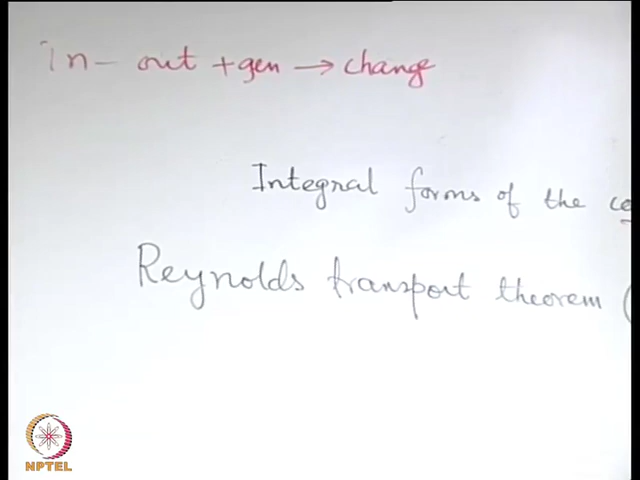 In - out + gen → change
Integral forms of the
Reynolds transport theorem (
NPTEL